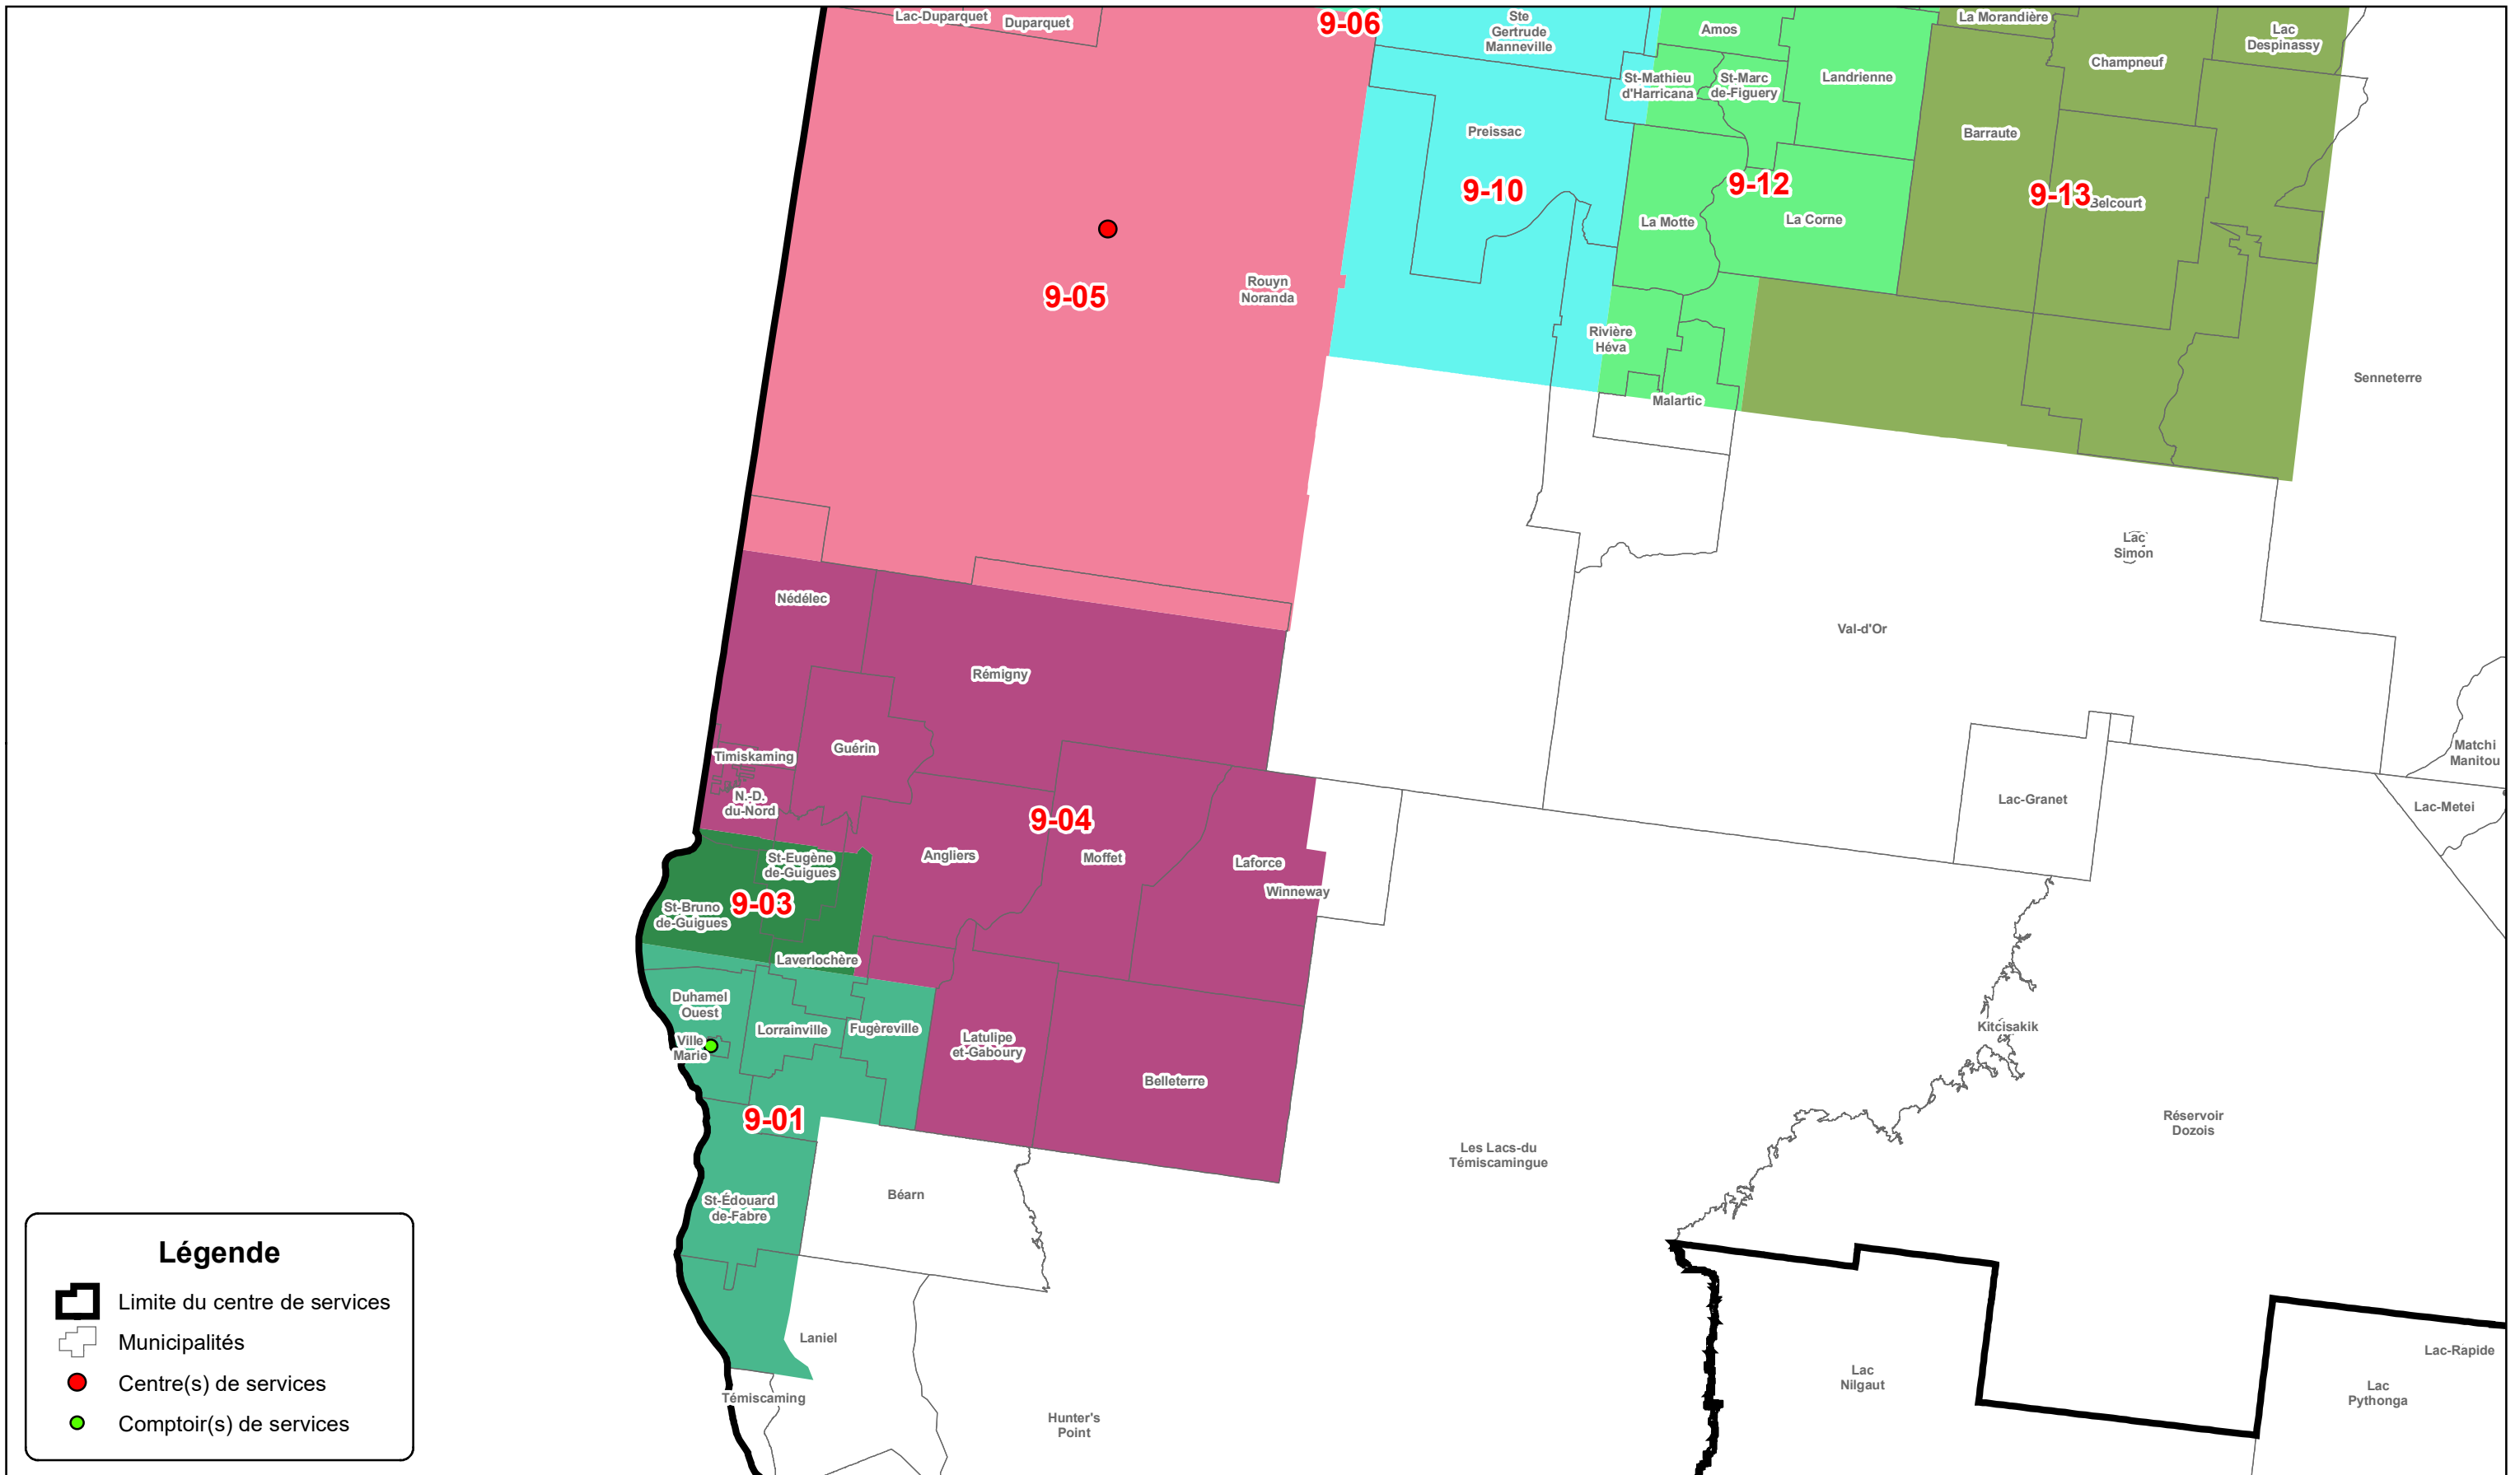 Lac-Duparquet
Duparquet
9-06
Ste
Gertrude
Manneville
Amos
La Morandière
Lac
Despinassy
Champneuf
St-Mathieu
d'Harricana
St-Marc
de-Figuery
Landrienne
Preissac
Barraute
9-10
9-12
9-13
Belcourt
La Motte
La Corne
9-05
Rouyn
Noranda
Rivière
Héva
Malartic
Senneterre
Lac
Simon
Nédélec
Val-d'Or
Rémigny
Guérin
Timiskaming
N.-D.
du-Nord
Matchi
Manitou
Lac-Granet
Lac-Metei
9-04
Angliers
Moffet
Laforce
Winneway
St-Eugène
de-Guigues
9-03
St-Bruno
de-Guigues
Laverlochère
Duhamel
Ouest
Lorrainville
Fugèreville
Ville
Marie
Latulipe
et-Gaboury
Belleterre
Kitcisakik
9-01
Réservoir
Dozois
Les Lacs-du
Témiscamingue
St-Édouard
de-Fabre
Béarn
Laniel
Témiscaming
Hunter's
Point
Lac
Nilgaut
Lac-Rapide
Lac
Pythonga
Légende
Limite du centre de services
Municipalités
Centre(s) de services
Comptoir(s) de services